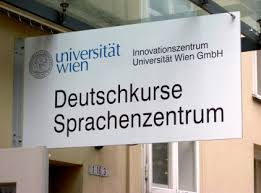 universität
wien
Innovationszentrum
Universität Wien GmbH
Deutschkurse
Sprachenzentrum